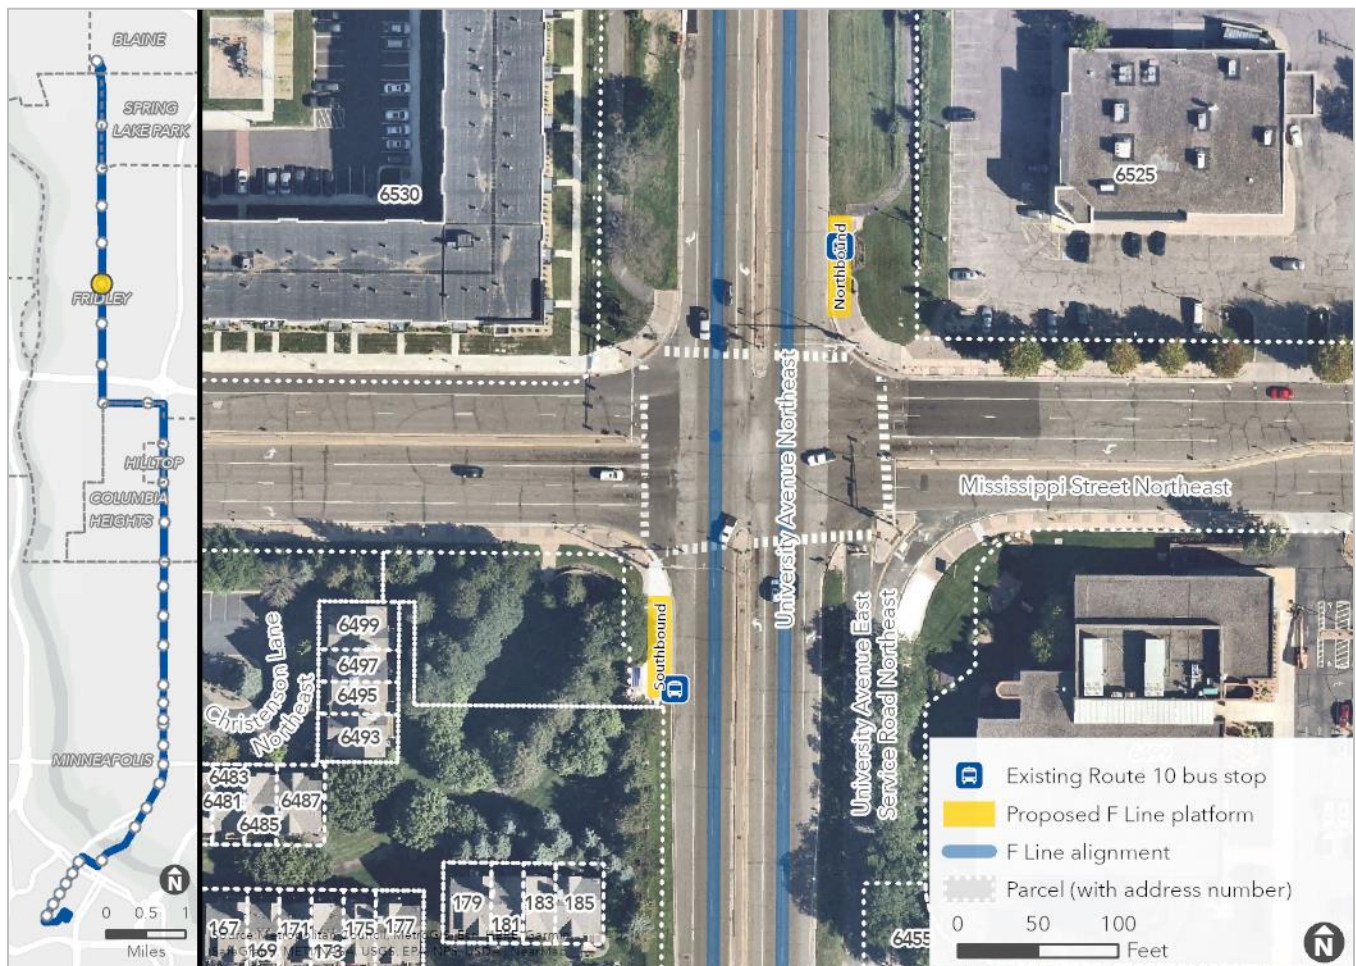 BLAINE
SPRING
LAKE PARK
FRIDLEY
HILLTOP
COLUMBIA
HEIGHTS
MINNEAPOLIS
N
0 0.5 1
Miles
6530
6525
Northbound
University Avenue Northeast
Mississippi Street Northeast
Southbound
University Avenue East
Service Road Northeast
Christenson Lane
Northeast
6499
6497
6495
6493
6483
6481
6487
6485
179
181
183
185
167
169
171
173
175
177
6455
Existing Route 10 bus stop
Proposed F Line platform
F Line alignment
Parcel (with address number)
0 50 100
Feet
N